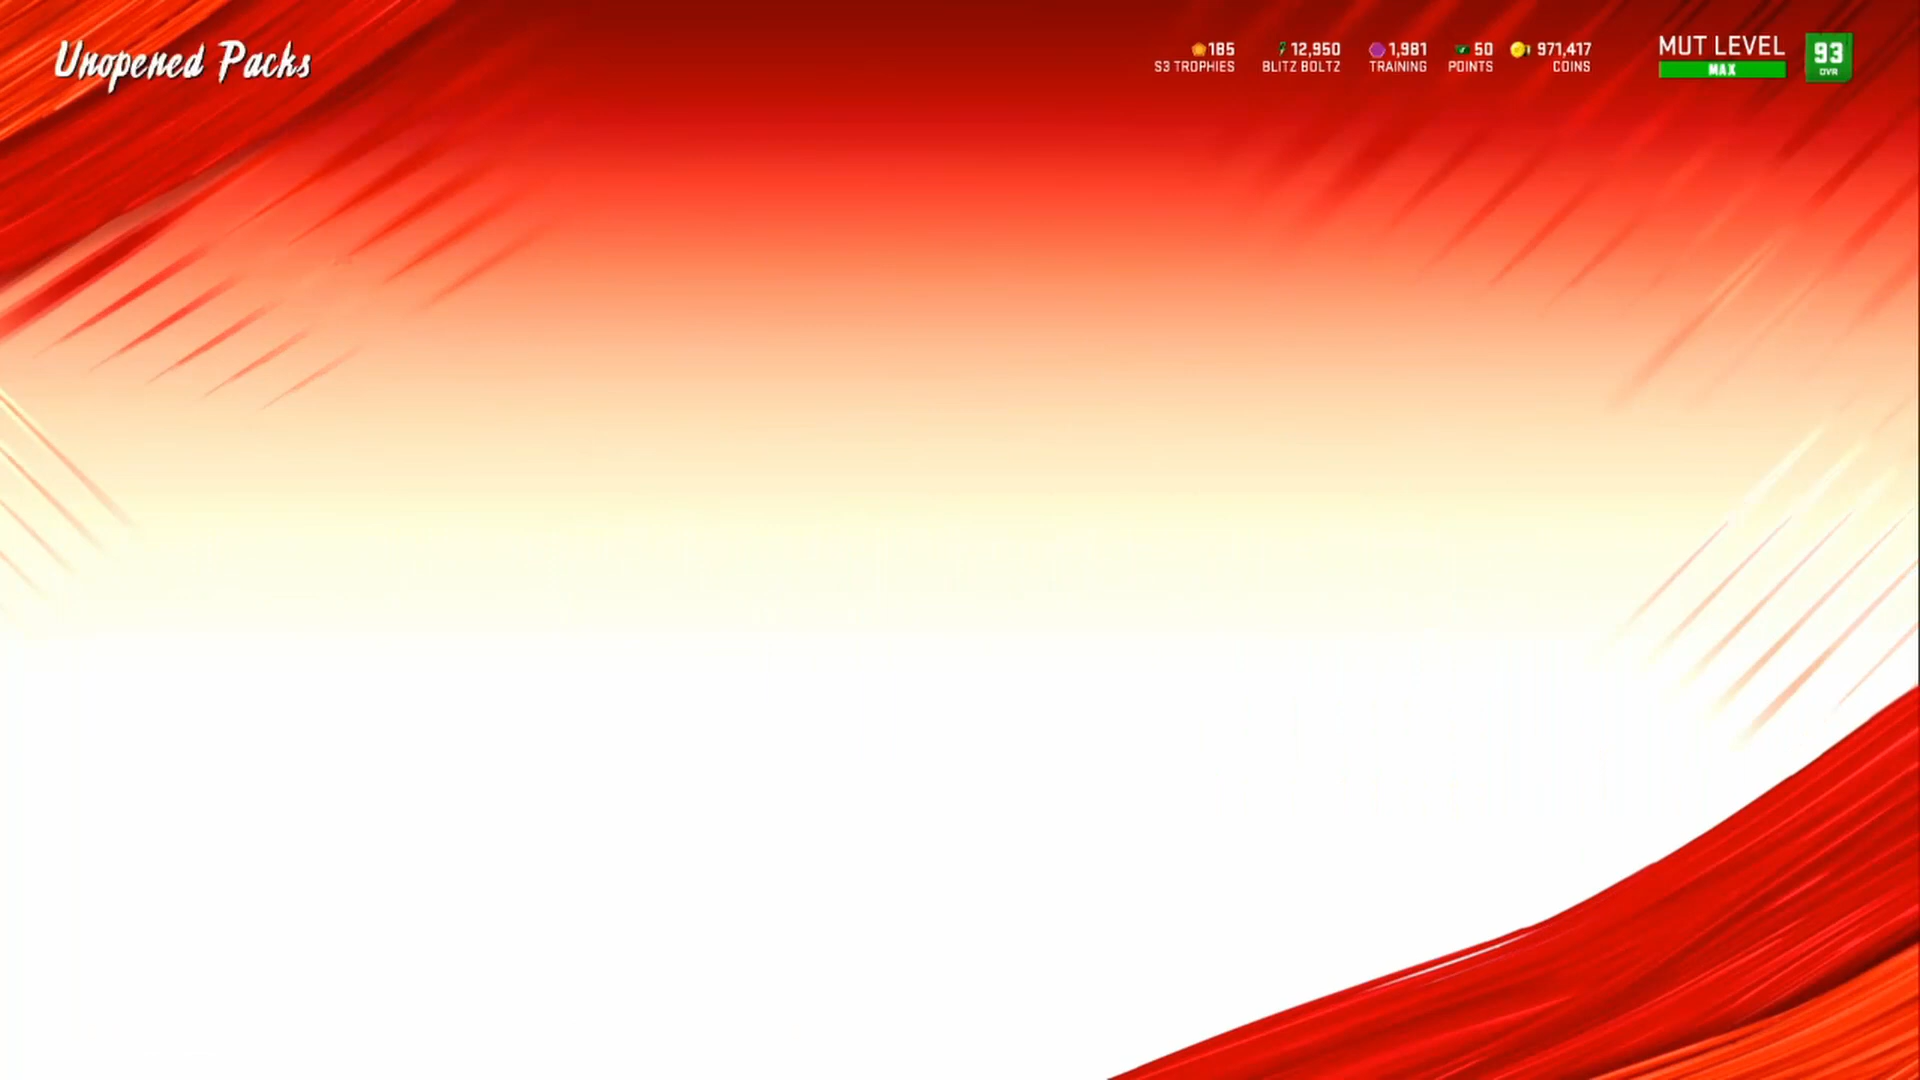 Unopened Packs
185
S3 TROPHIES
12,950
BLITZ BOLTZ
1,981
TRAINING
50
POINTS
971,417
COINS
MUT LEVEL
MAX
93
OVR